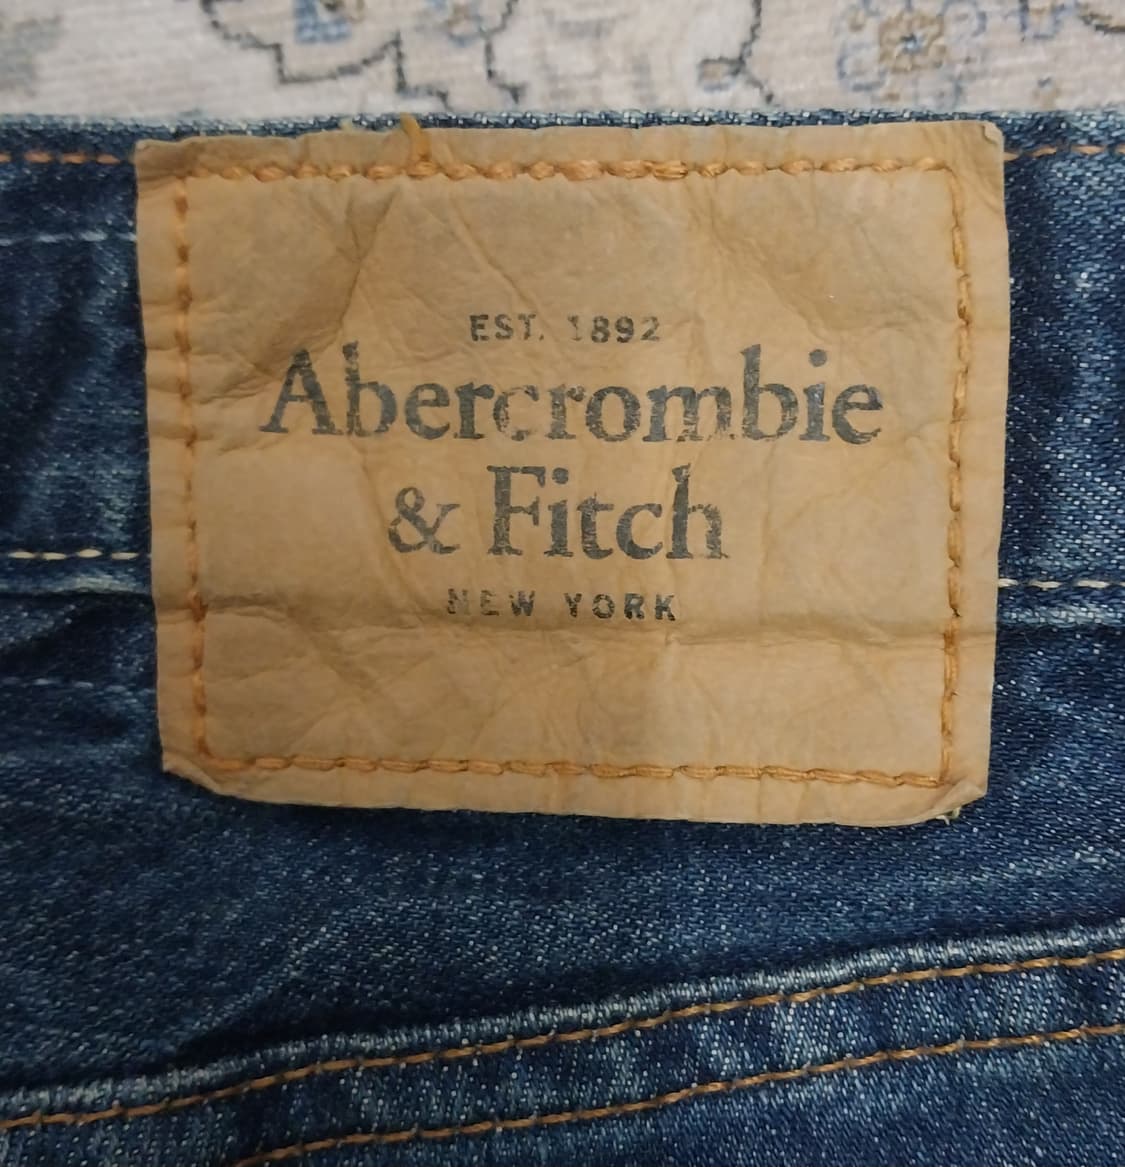 EST. 1892
Abercrombie
& Fitch
NEW YORK